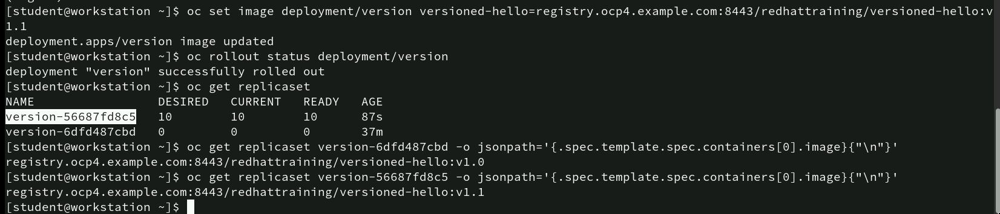 [student@workstation ~]$ oc set image deployment/version versioned-hello=registry.ocp4.example.com:8443/redhattraining/versioned-hello:v
1.1
deployment.apps/version image updated
[student@workstation ~]$ oc rollout status deployment/version
deployment "version" successfully rolled out
[student@workstation ~]$ oc get replicaset
NAME                 DESIRED   CURRENT   READY   AGE
version-56687fd8c5   10        10        10      87s
version-6dfd487cbd   0         0         0       37m
[student@workstation ~]$ oc get replicaset version-6dfd487cbd -o jsonpath='{.spec.template.spec.containers[0].image}{"\n"}'
registry.ocp4.example.com:8443/redhattraining/versioned-hello:v1.0
[student@workstation ~]$ oc get replicaset version-56687fd8c5 -o jsonpath='{.spec.template.spec.containers[0].image}{"\n"}'
registry.ocp4.example.com:8443/redhattraining/versioned-hello:v1.1
[student@workstation ~]$